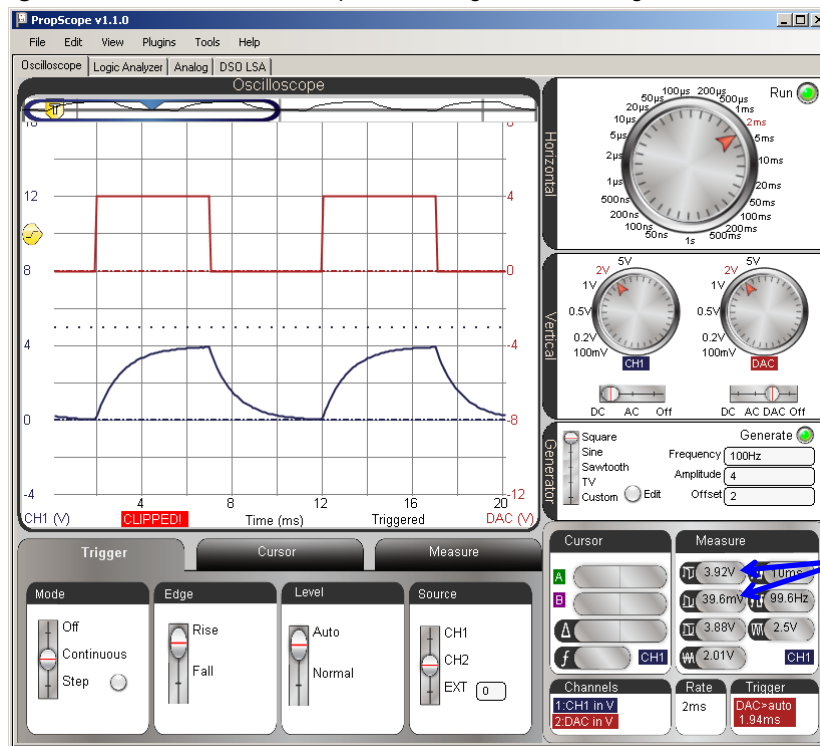 PropScope v1.1.0
File Edit View Plugins Tools Help
Oscilloscope Logic Analyzer Analog DSO LSA
Oscilloscope
T
12 4
8 0
4 -4
0 -8
-4 -12
4 8 12 16 20
CH1 (V) CLIPPED! Time (ms) Triggered DAC (V)
Horizontal
Run
50ns 100ns 200ns 500ns 1µs 2µs 5µs 10µs 20µs 50µs 100µs 200µs 500µs 1ms 2ms 5ms 10ms 20ms 50ms 100ms 200ms 500ms 1s
Vertical
5V 2V 1V 0.5V 0.2V 100mV
CH1
DC AC Off
5V 2V 1V 100mV
DAC
DC AC DAC Off
Generator
Square
Sine
Sawtooth
TV
Custom Edit
Generate
Frequency 100Hz
Amplitude 4
Offset 2
Trigger Cursor Measure
Mode
Off
Continuous
Step
Edge
Rise
Fall
Level
Auto
Normal
Source
CH1
CH2
EXT 0
Cursor
A
B
Δ
f CH1
Measure
3.92V 10ms
39.6mV 99.6Hz
3.88V 2.5V
2.01V CH1
Channels
1:CH1 in V
2:DAC in V
Rate
2ms
Trigger
DAC>auto
1.94ms